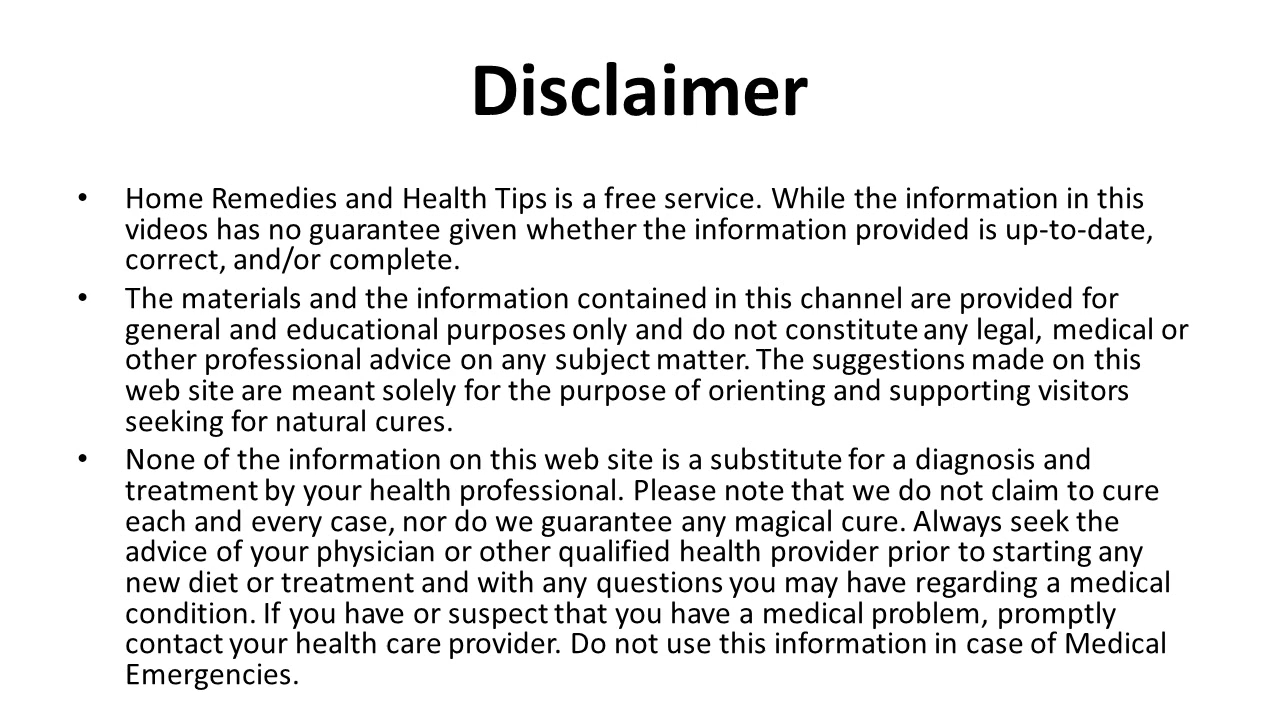 Disclaimer
• Home Remedies and Health Tips is a free service. While the information in this
videos has no guarantee given whether the information provided is up-to-date,
correct, and/or complete.
• The materials and the information contained in this channel are provided for
general and educational purposes only and do not constitute any legal, medical or
other professional advice on any subject matter. The suggestions made on this
web site are meant solely for the purpose of orienting and supporting visitors
seeking for natural cures.
• None of the information on this web site is a substitute for a diagnosis and
treatment by your health professional. Please note that we do not claim to cure
each and every case, nor do we guarantee any magical cure. Always seek the
advice of your physician or other qualified health provider prior to starting any
new diet or treatment and with any questions you may have regarding a medical
condition. If you have or suspect that you have a medical problem, promptly
contact your health care provider. Do not use this information in case of Medical
Emergencies.